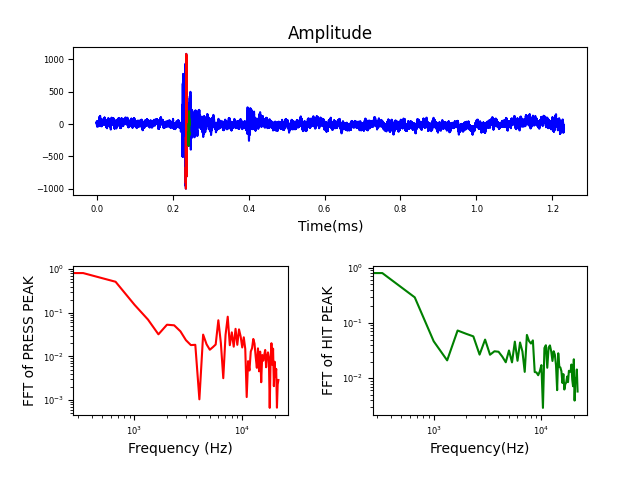 Amplitude
1000
500
0
−500
−1000
0.0 0.2 0.4 0.6 0.8 1.0 1.2
Time(ms)
FFT of PRESS PEAK
10⁰
10⁻¹
10⁻²
10⁻³
10³ 10⁴
Frequency (Hz)
FFT of HIT PEAK
10⁰
10⁻¹
10⁻²
10³ 10⁴
Frequency(Hz)